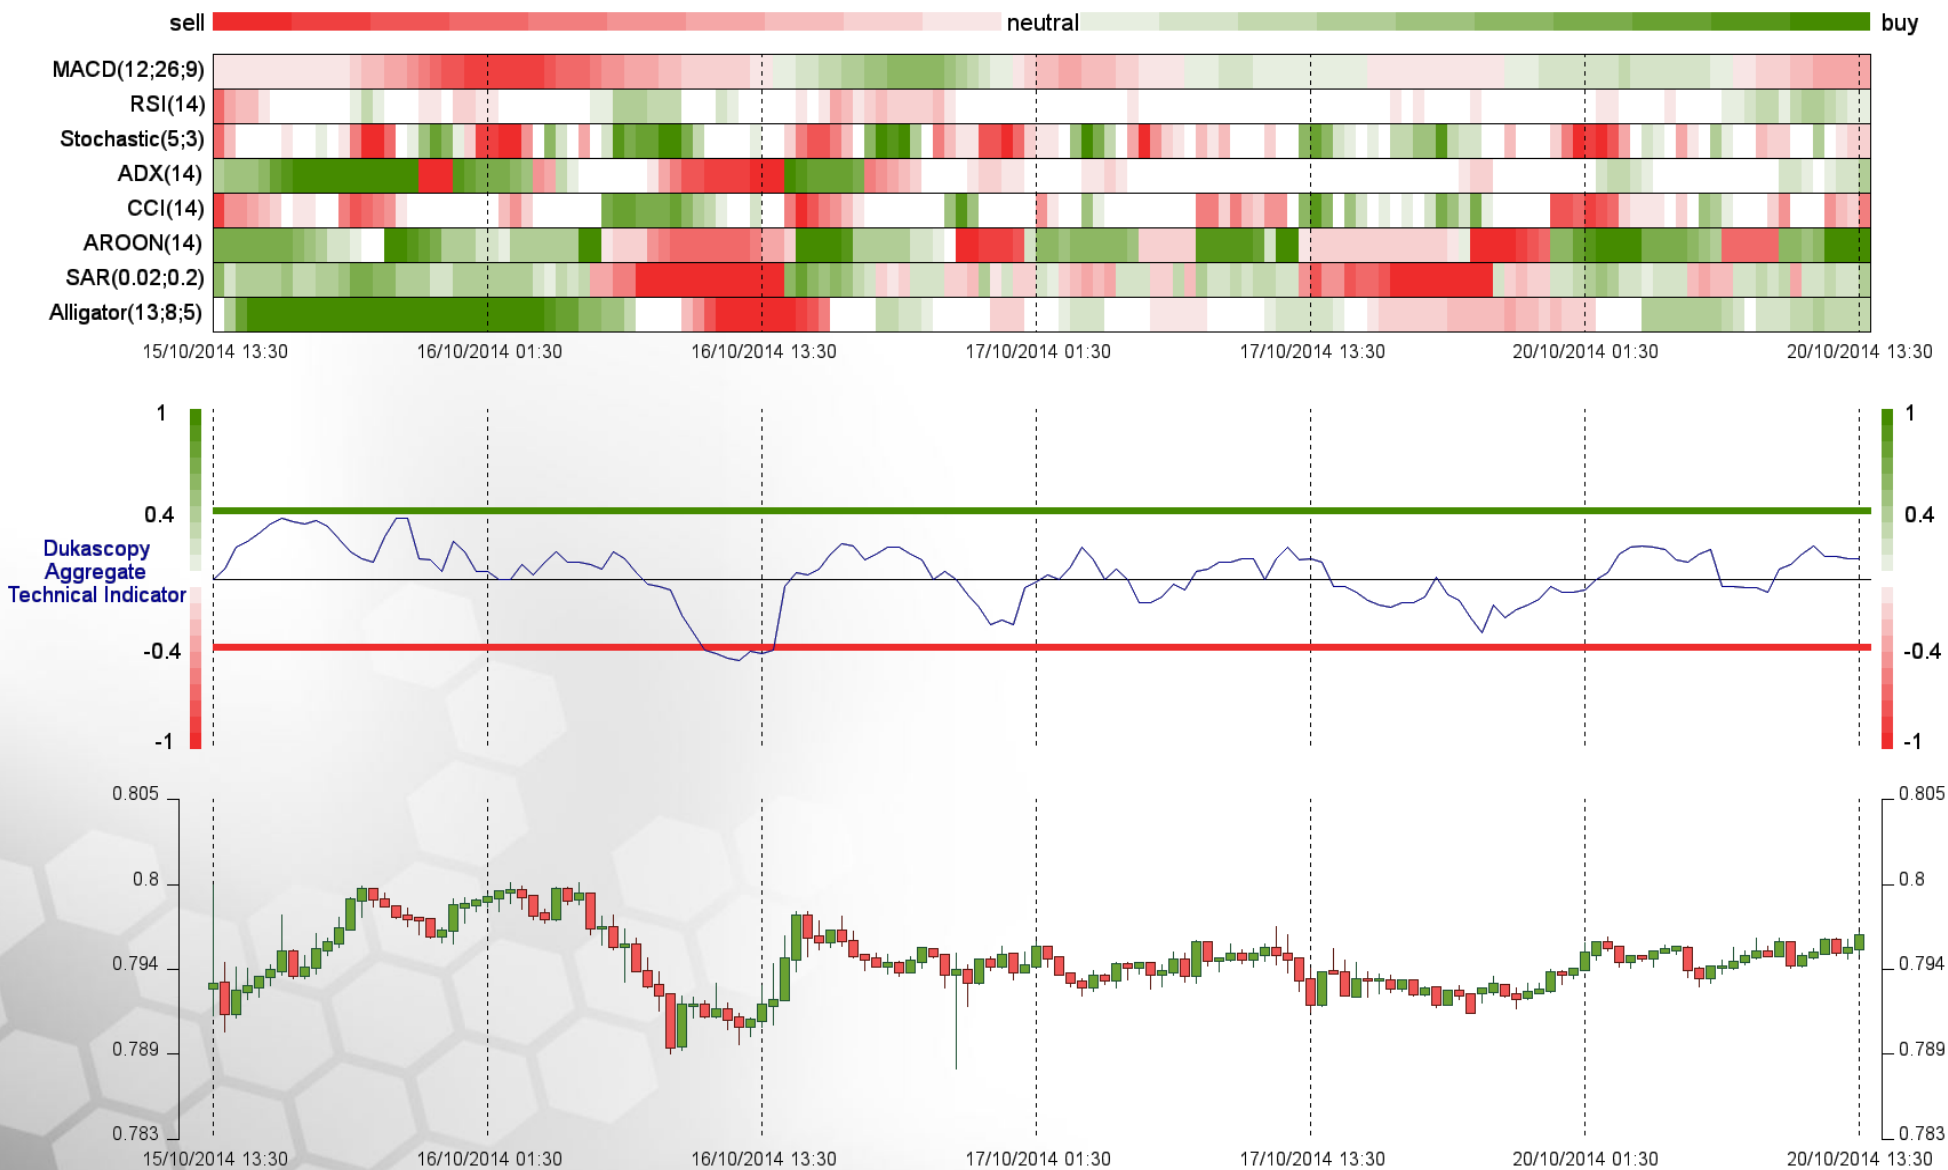 sell neutral buy
MACD(12;26;9)
RSI(14)
Stochastic(5;3)
ADX(14)
CCI(14)
AROON(14)
SAR(0.02;0.2)
Alligator(13;8;5)
15/10/2014 13:30 16/10/2014 01:30 16/10/2014 13:30 17/10/2014 01:30 17/10/2014 13:30 20/10/2014 01:30 20/10/2014 13:30
1 1
0.4 0.4
Dukascopy
Aggregate
Technical Indicator
-0.4 -0.4
-1 -1
0.805 0.805
0.8 0.8
0.794 0.794
0.789 0.789
0.783 0.783
15/10/2014 13:30 16/10/2014 01:30 16/10/2014 13:30 17/10/2014 01:30 17/10/2014 13:30 20/10/2014 01:30 20/10/2014 13:30